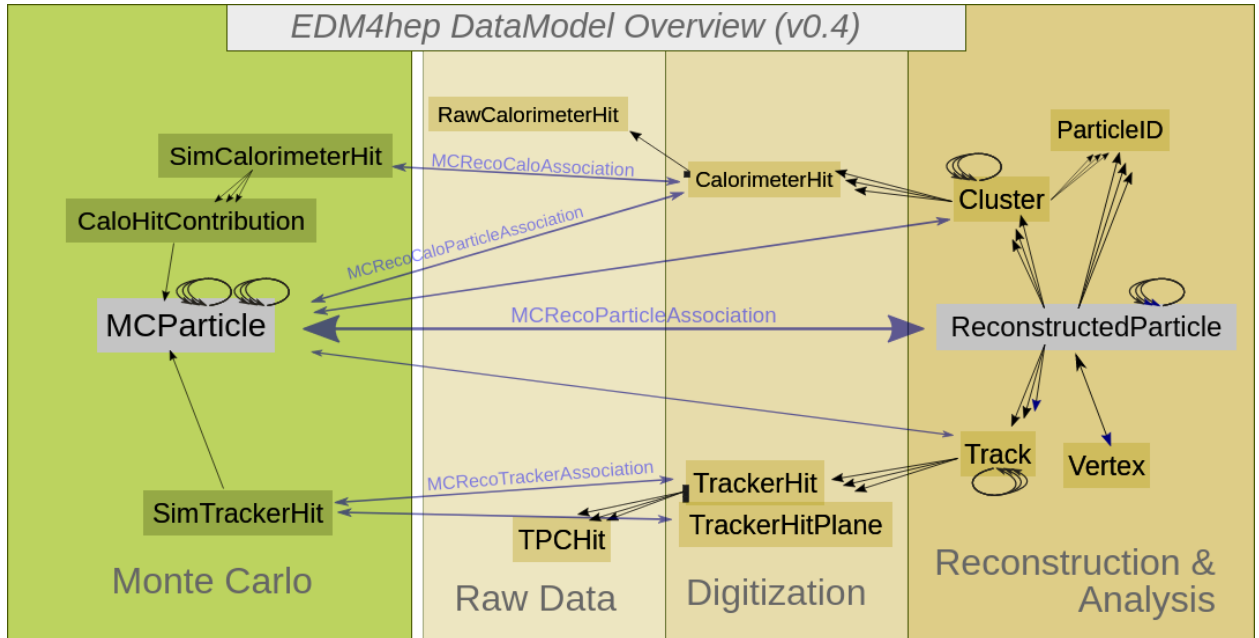 EDM4hep DataModel Overview (v0.4)
RawCalorimeterHit
ParticleID
SimCalorimeterHit
MCRecoCaloAssociation
CalorimeterHit
Cluster
CaloHitContribution
MCRecoCaloParticleAssociation
MCParticle
MCRecoParticleAssociation
ReconstructedParticle
MCRecoTrackerAssociation
Track
Vertex
SimTrackerHit
TrackerHit
TrackerHitPlane
TPCHit
Monte Carlo
Raw Data
Digitization
Reconstruction &
Analysis